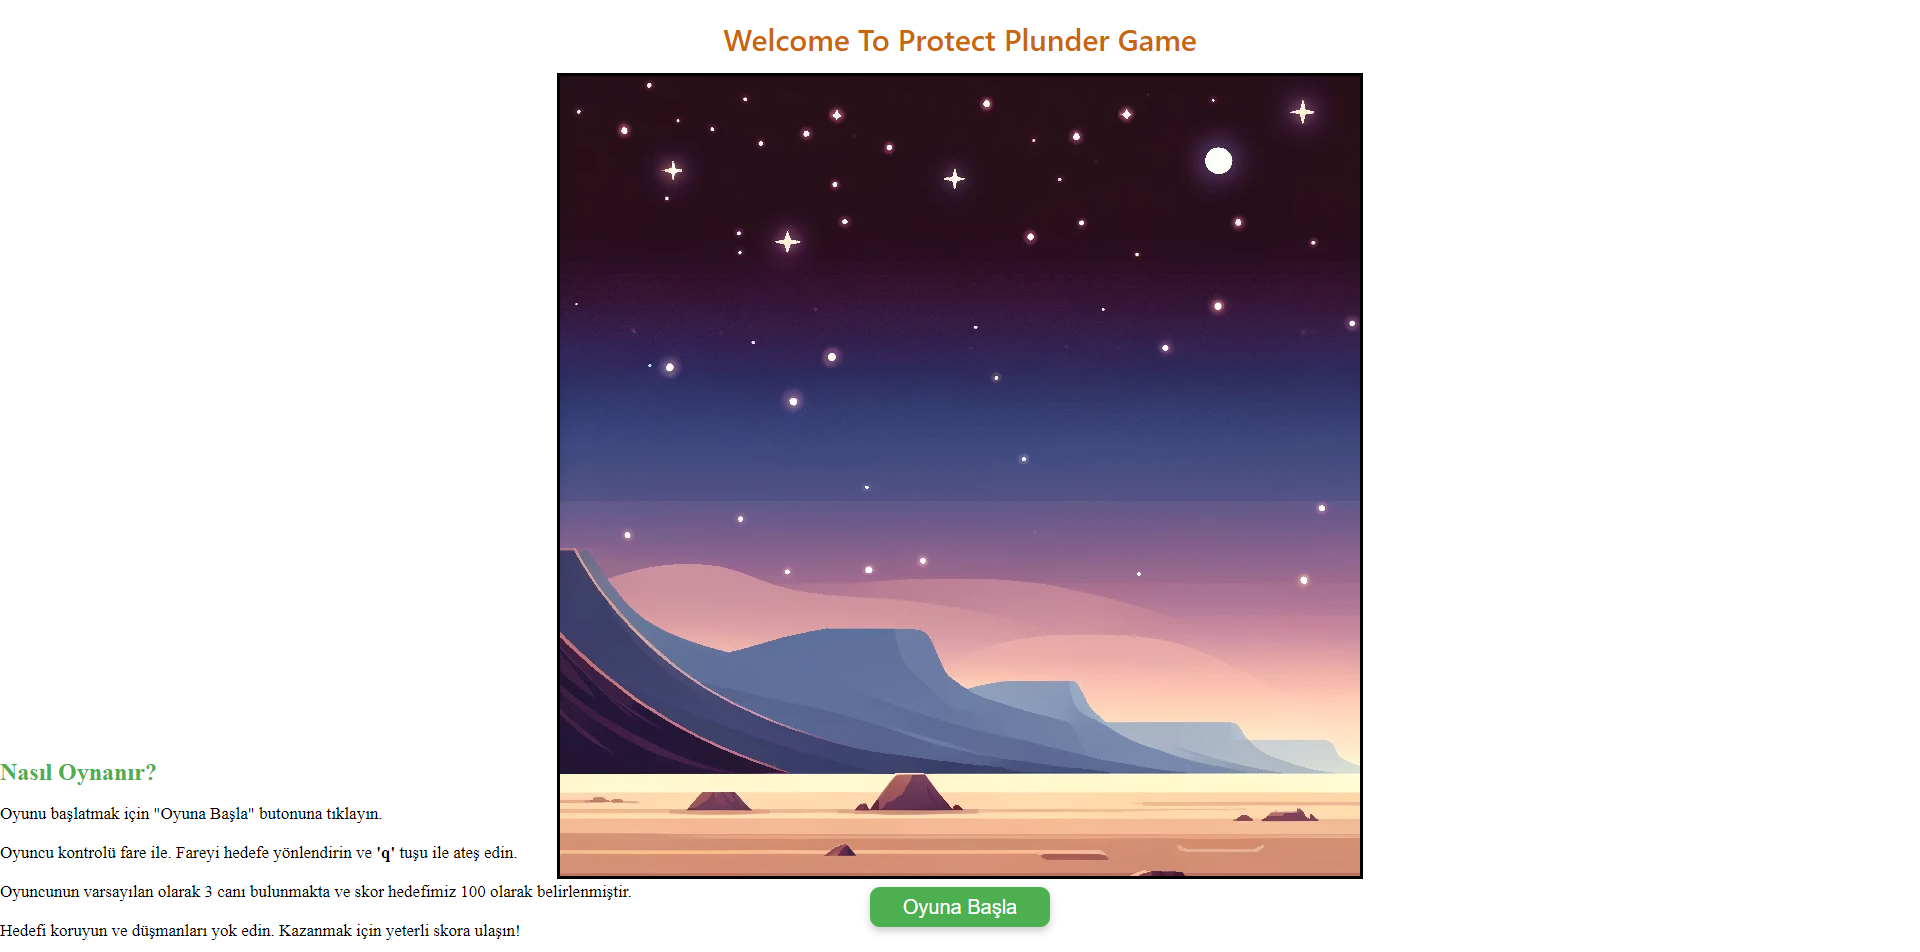 Welcome To Protect Plunder Game
Nasıl Oynanır?
Oyunu başlatmak için "Oyuna Başla" butonuna tıklayın.
Oyuncu kontrolü fare ile. Fareyi hedefe yönlendirin ve 'q' tuşu ile ateş edin.
Oyuncunun varsayılan olarak 3 canı bulunmakta ve skor hedefimiz 100 olarak belirlenmiştir.
Hedefi koruyun ve düşmanları yok edin. Kazanmak için yeterli skora ulaşın!
Oyuna Başla